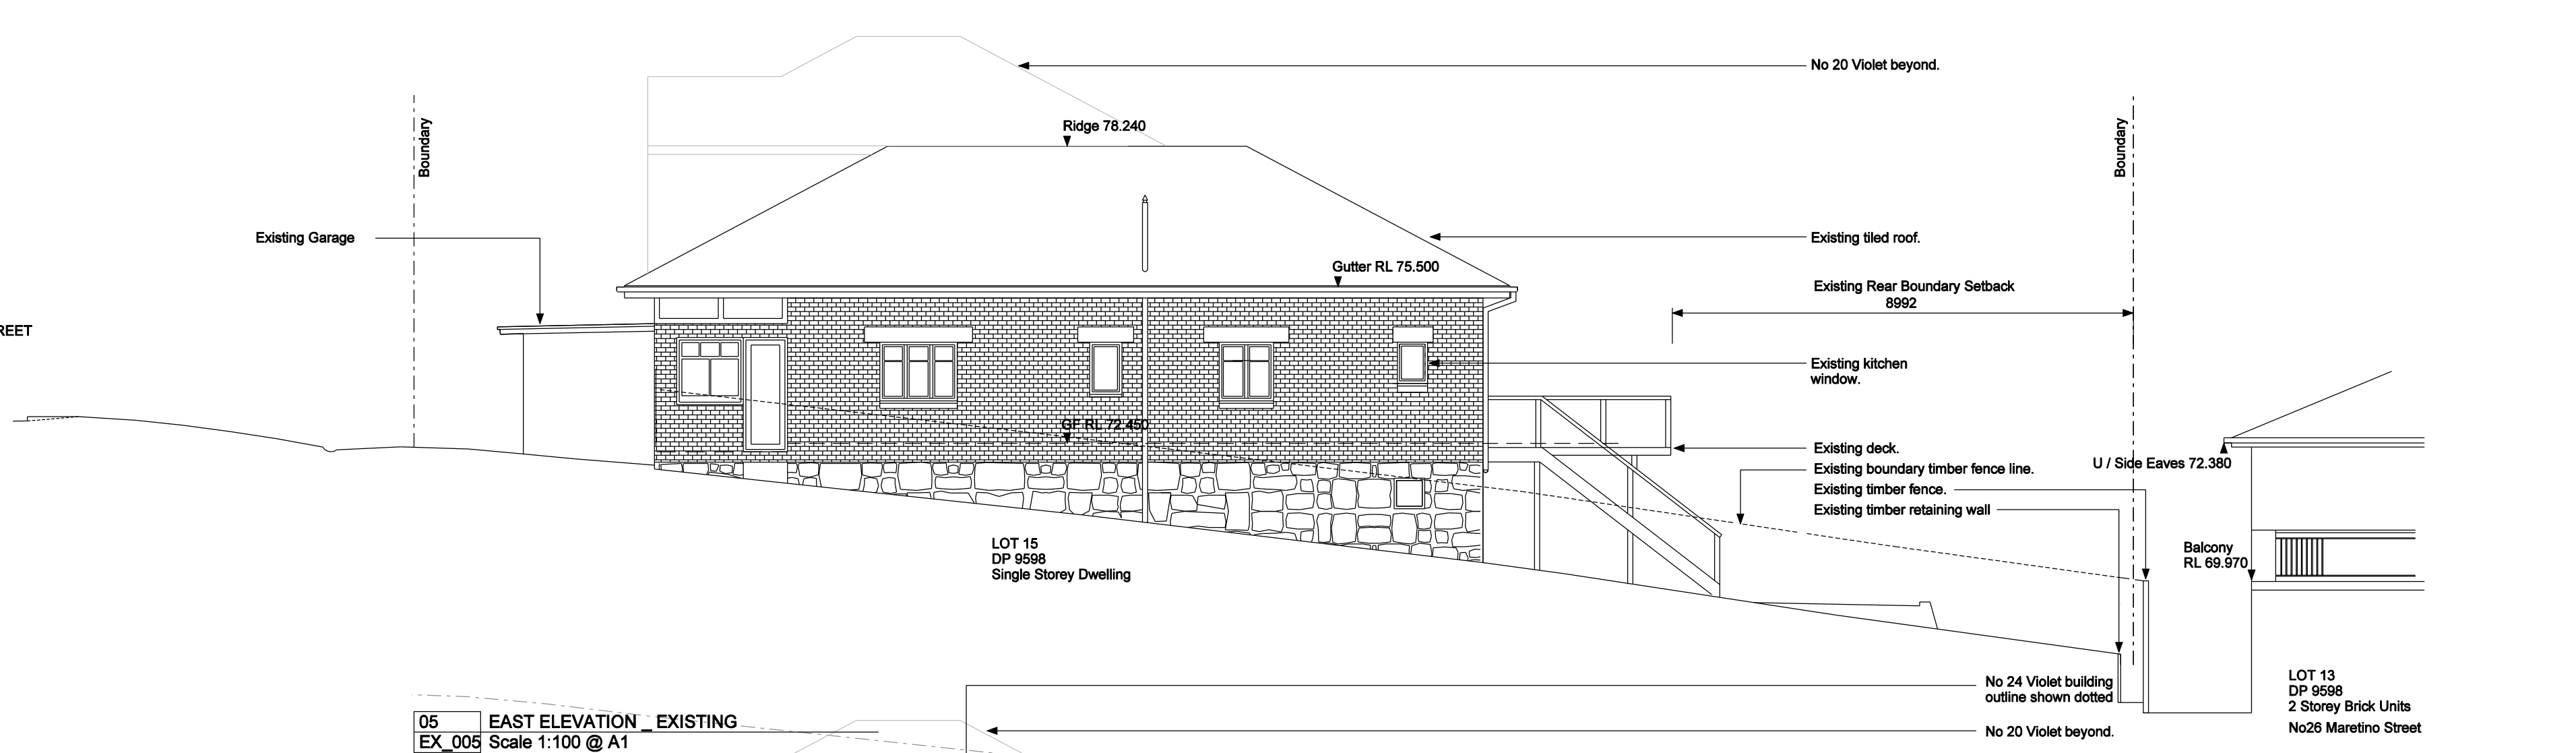 No 20 Violet beyond.
Boundary
Ridge 78.240
Boundary
Existing Garage
Existing tiled roof.
Gutter RL 75.500
Existing Rear Boundary Setback
8992
REET
Existing kitchen
window.
GF RL 72.450
Existing deck.
U / Side Eaves 72.380
Existing boundary timber fence line.
Existing timber fence.
Existing timber retaining wall
LOT 15
DP 9598
Single Storey Dwelling
Balcony
RL 69.970
LOT 13
DP 9598
2 Storey Brick Units
No26 Maretino Street
No 24 Violet building
outline shown dotted
05 EAST ELEVATION _ EXISTING
EX_005 Scale 1:100 @ A1
No 20 Violet beyond.